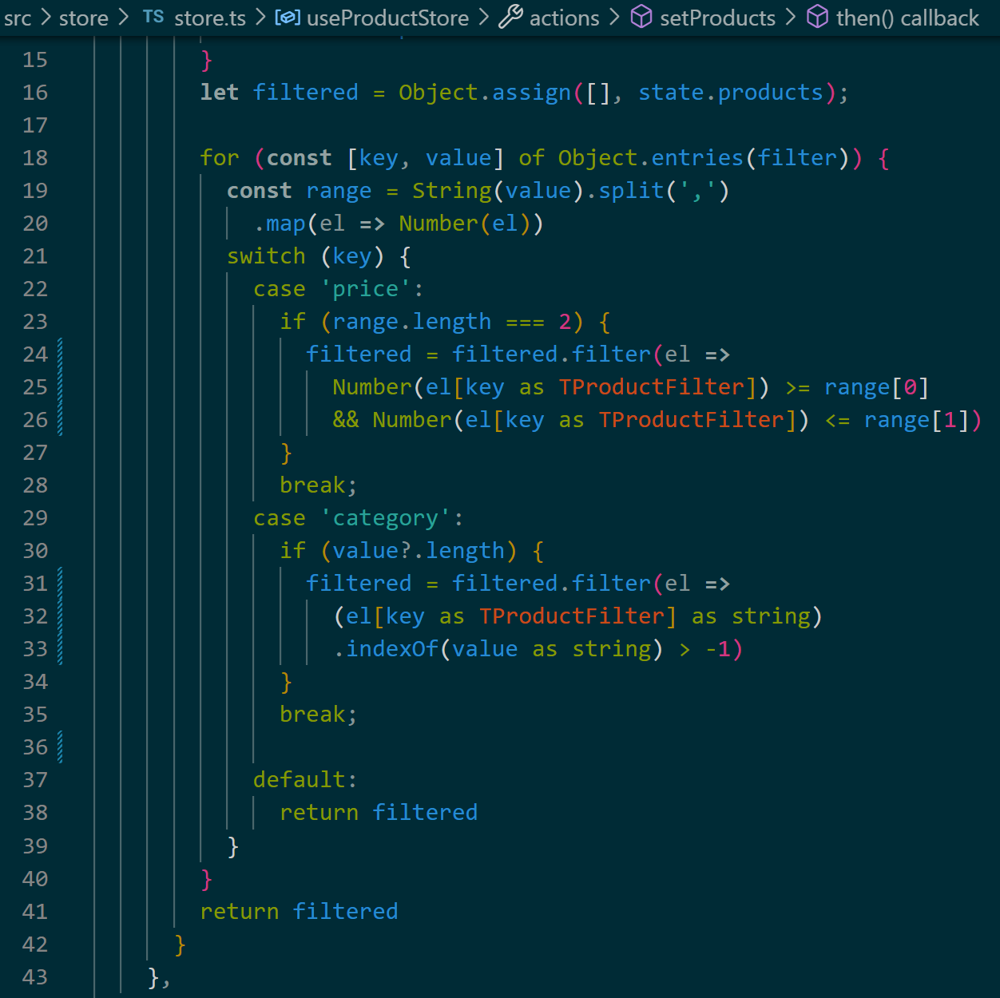 src > store > TS store.ts > useProductStore > actions > setProducts > then() callback
15 }
16 let filtered = Object.assign([], state.products);
17
18 for (const [key, value] of Object.entries(filter)) {
19 const range = String(value).split(',')
20 .map(el => Number(el))
21 switch (key) {
22 case 'price':
23 if (range.length === 2) {
24 filtered = filtered.filter(el =>
25 Number(el[key as TProductFilter]) >= range[0]
26 && Number(el[key as TProductFilter]) <= range[1])
27 }
28 break;
29 case 'category':
30 if (value?.length) {
31 filtered = filtered.filter(el =>
32 (el[key as TProductFilter] as string)
33 .indexOf(value as string) > -1)
34 }
35 break;
36
37 default:
38 return filtered
39 }
40 }
41 return filtered
42 }
43 },